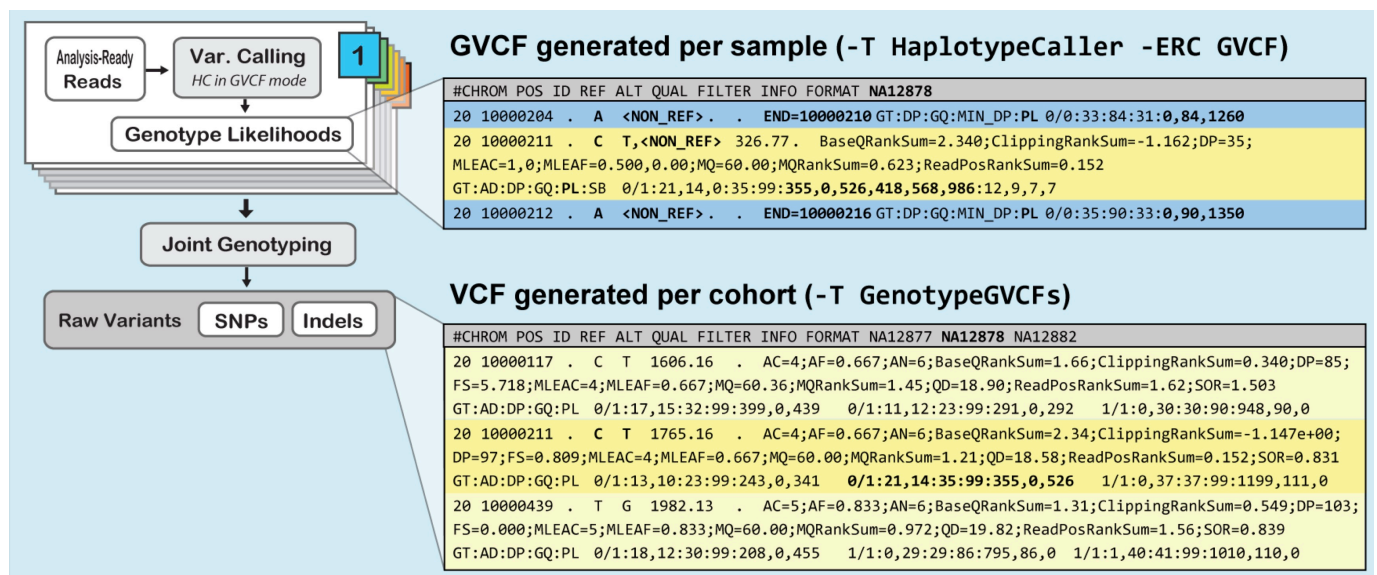 Analysis-Ready
Reads
Var. Calling
HC in GVCF mode
1
Genotype Likelihoods
Joint Genotyping
Raw Variants
SNPs
Indels
GVCF generated per sample (-T HaplotypeCaller -ERC GVCF)
#CHROM POS ID REF ALT QUAL FILTER INFO FORMAT NA12878
20 10000204 . A <NON_REF> . . END=10000210 GT:DP:GQ:MIN_DP:PL 0/0:33:84:31:0,84,1260
20 10000211 . C T,<NON_REF> 326.77 . BaseQRankSum=2.340;ClippingRankSum=-1.162;DP=35;
MLEAC=1,0;MLEAF=0.500,0.00;MQ=60.00;MQRankSum=0.623;ReadPosRankSum=0.152
GT:AD:DP:GQ:PL:SB 0/1:21,14,0:35:99:355,0,526,418,568,986:12,9,7,7
20 10000212 . A <NON_REF> . . END=10000216 GT:DP:GQ:MIN_DP:PL 0/0:35:90:33:0,90,1350
VCF generated per cohort (-T GenotypeGVCFs)
#CHROM POS ID REF ALT QUAL FILTER INFO FORMAT NA12877 NA12878 NA12882
20 10000117 . C T 1606.16 . AC=4;AF=0.667;AN=6;BaseQRankSum=1.66;ClippingRankSum=0.340;DP=85;
FS=5.718;MLEAC=4;MLEAF=0.667;MQ=60.36;MQRankSum=1.45;QD=18.90;ReadPosRankSum=1.62;SOR=1.503
GT:AD:DP:GQ:PL 0/1:17,15:32:99:399,0,439 0/1:11,12:23:99:291,0,292 1/1:0,30:30:90:948,90,0
20 10000211 . C T 1765.16 . AC=4;AF=0.667;AN=6;BaseQRankSum=2.34;ClippingRankSum=-1.147e+00;
DP=97;FS=0.809;MLEAC=4;MLEAF=0.667;MQ=60.00;MQRankSum=1.21;QD=18.58;ReadPosRankSum=0.152;SOR=0.831
GT:AD:DP:GQ:PL 0/1:13,10:23:99:243,0,341 0/1:21,14:35:99:355,0,526 1/1:0,37:37:99:1199,111,0
20 10000439 . T G 1982.13 . AC=5;AF=0.833;AN=6;BaseQRankSum=1.31;ClippingRankSum=0.549;DP=103;
FS=0.000;MLEAC=5;MLEAF=0.833;MQ=60.00;MQRankSum=0.972;QD=19.82;ReadPosRankSum=1.56;SOR=0.839
GT:AD:DP:GQ:PL 0/1:18,12:30:99:208,0,455 1/1:0,29:29:86:795,86,0 1/1:1,40:41:99:1010,110,0